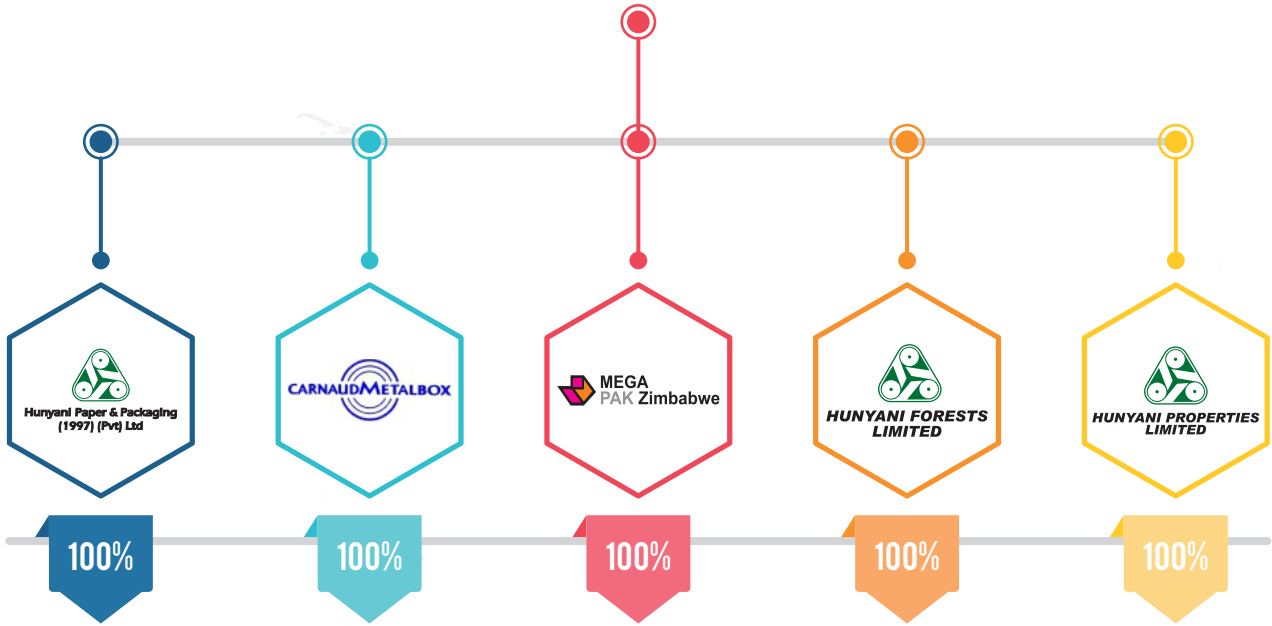 Hunyani Paper & Packaging
(1997) (Pvt) Ltd
CARNAUDMETALBOX
MEGA
PAK Zimbabwe
HUNYANI FORESTS
LIMITED
HUNYANI PROPERTIES
LIMITED
100%
100%
100%
100%
100%